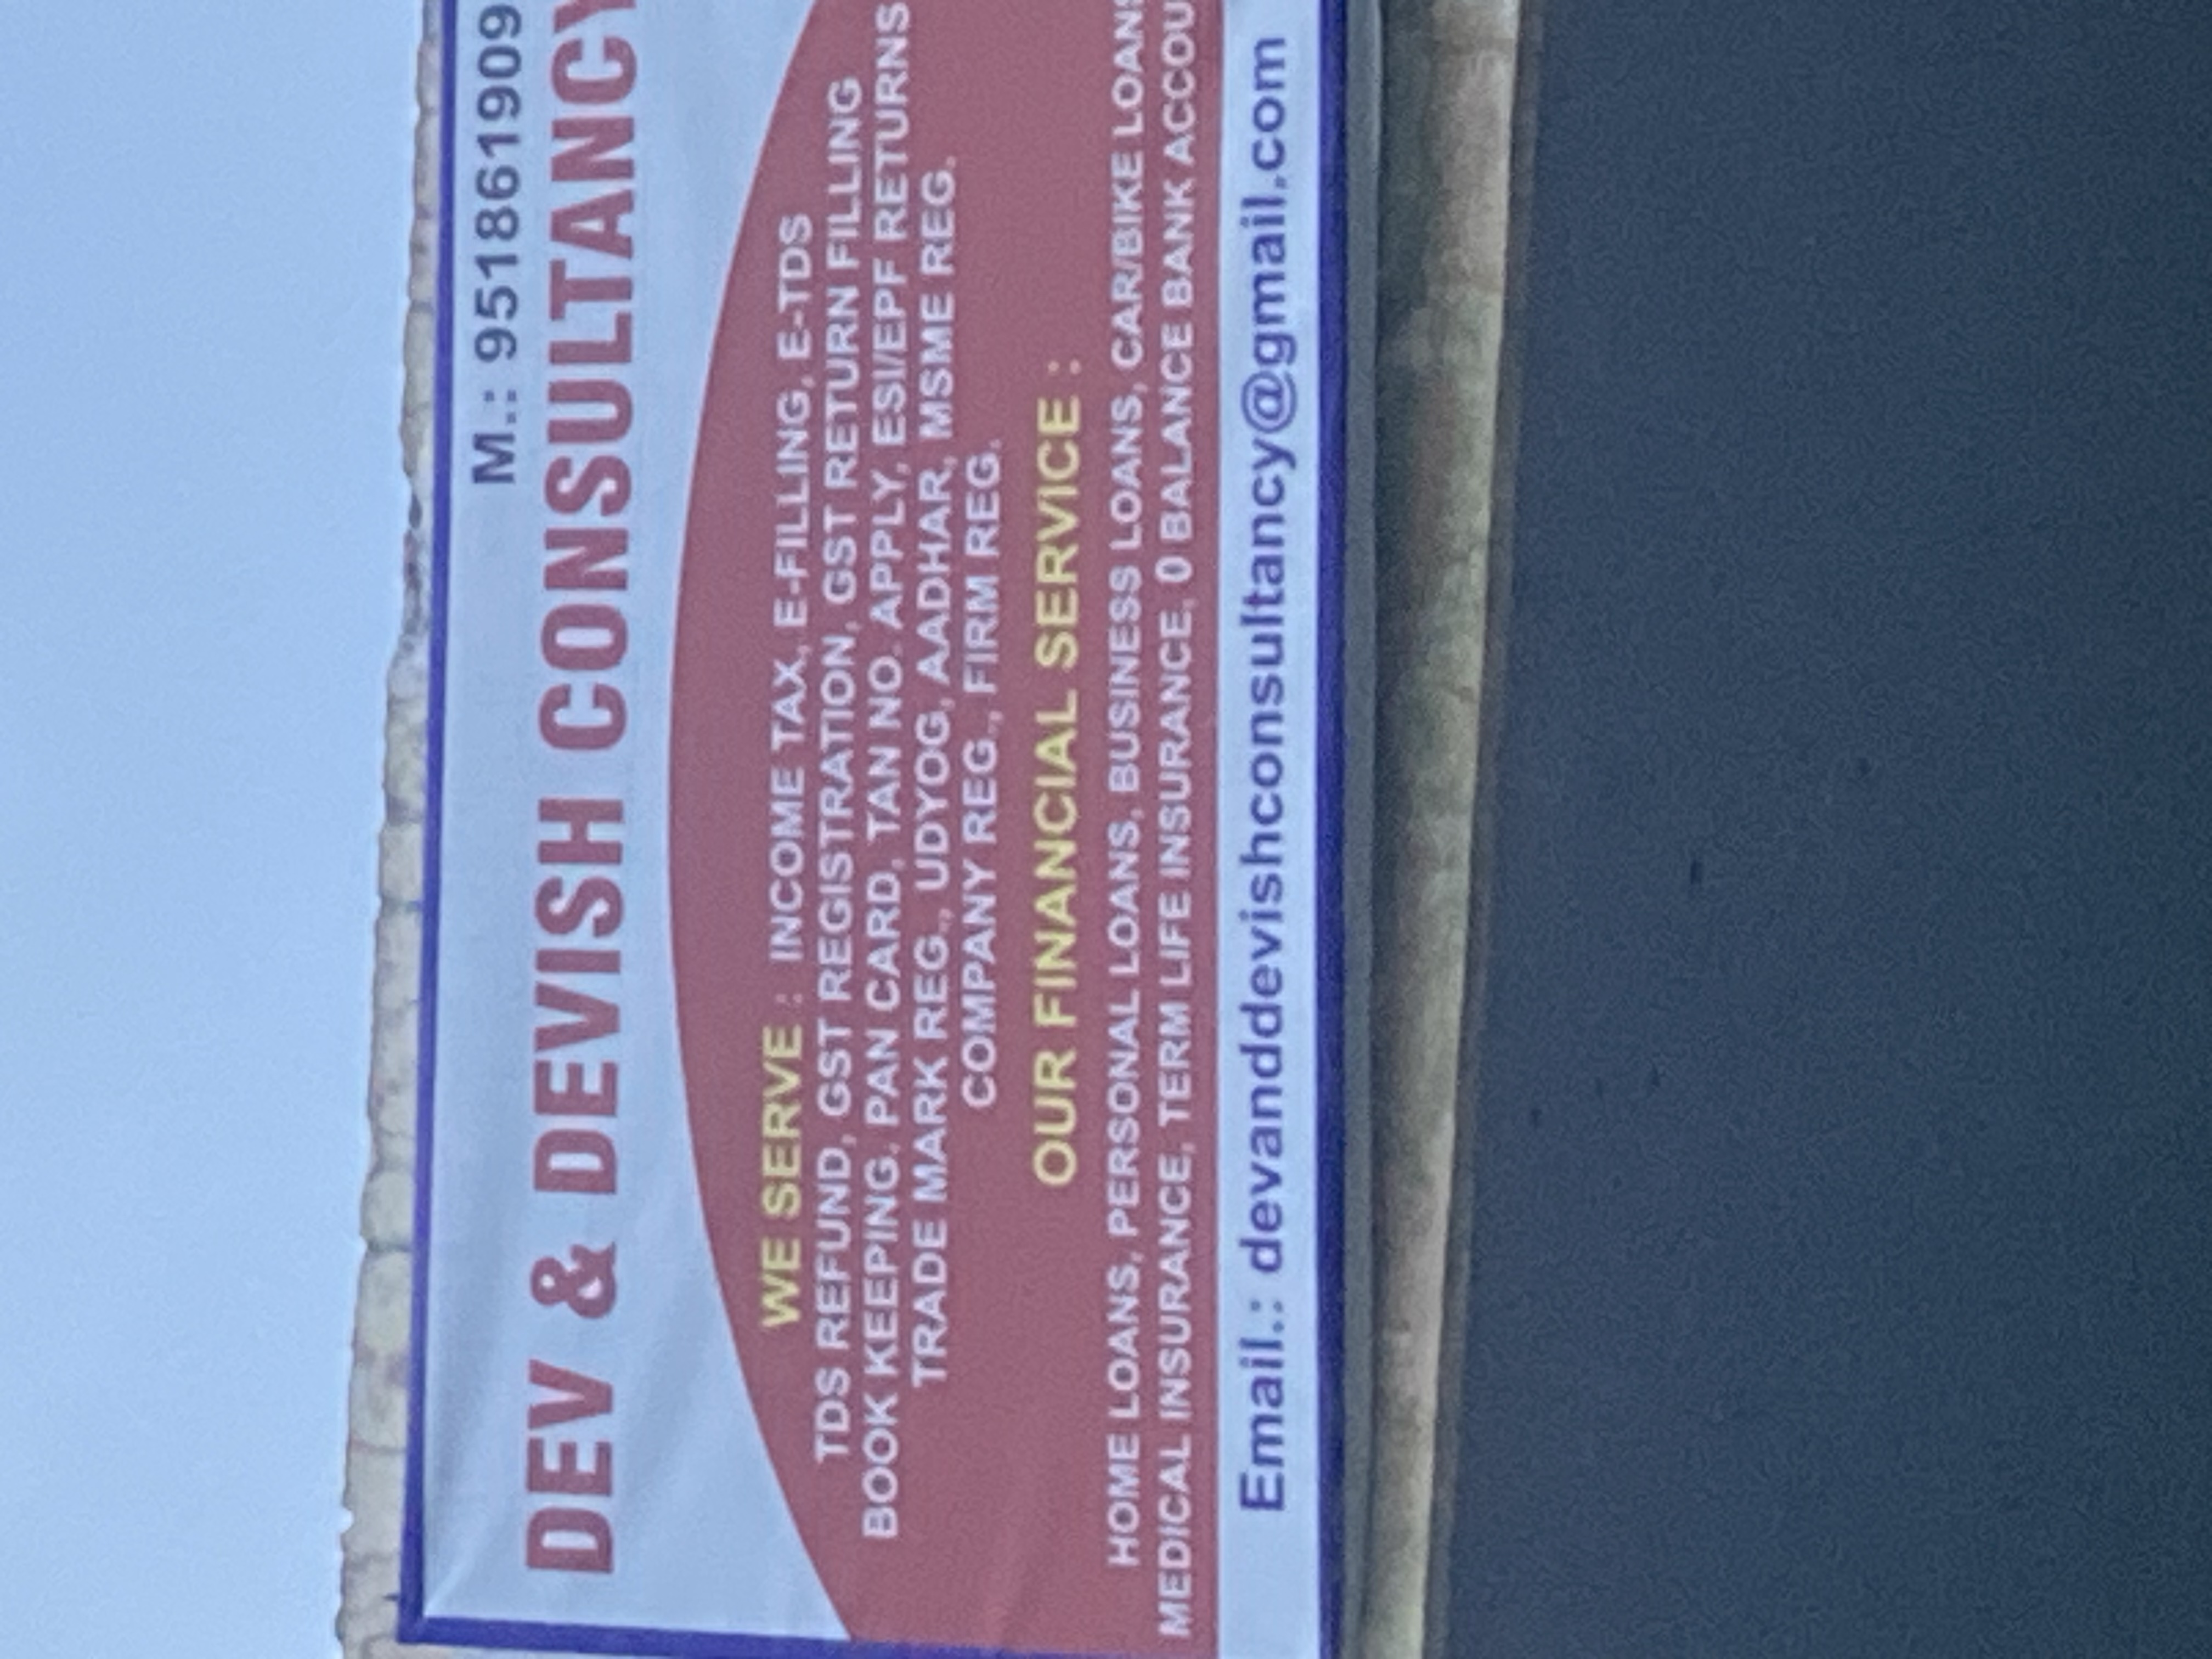 M.: 951861909
DEV & DEVISH CONSULTANCY
WE SERVE : INCOME TAX, E-FILLING, E-TDS
TDS REFUND, GST REGISTRATION, GST RETURN FILLING
BOOK KEEPING, PAN CARD, TAN NO. APPLY, ESI/EPF RETURNS
TRADE MARK REG., UDYOG, AADHAR, MSME REG.
COMPANY REG., FIRM REG.
OUR FINANCIAL SERVICE :
HOME LOANS, PERSONAL LOANS, BUSINESS LOANS, CAR/BIKE LOANS
MEDICAL INSURANCE, TERM LIFE INSURANCE, 0 BALANCE BANK ACCOU
Email.: devanddevishconsultancy@gmail.com